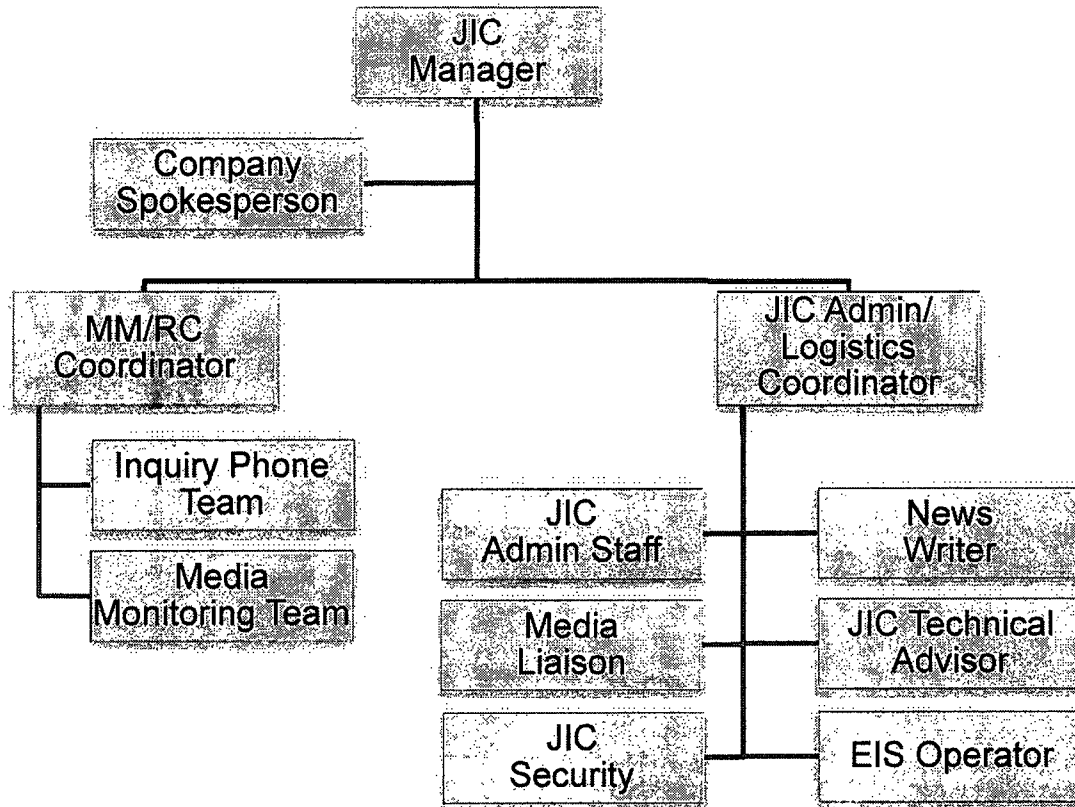 JIC
Manager
Company
Spokesperson
MM/RC
Coordinator
JIC Admin/
Logistics
Coordinator
Inquiry Phone
Team
Media
Monitoring Team
JIC
Admin Staff
News
Writer
Media
Liaison
JIC Technical
Advisor
JIC
Security
EIS Operator